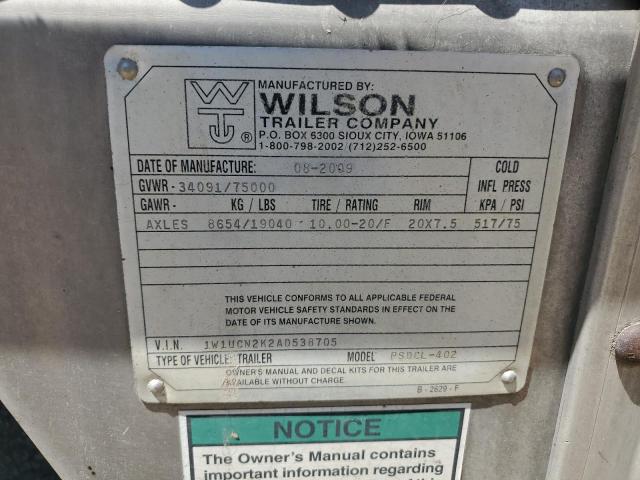 MANUFACTURED BY:
WILSON
TRAILER COMPANY
P.O. BOX 6300 SIOUX CITY, IOWA 51106
1-800-798-2002 / (712)252-6500
WTC ®
DATE OF MANUFACTURE: 08-2009
COLD
GVWR - 34091/75000
INFL PRESS
GAWR - KG / LBS TIRE / RATING RIM KPA / PSI
AXLES 8654/19040 10.00-20/F 20X7.5 517/75
THIS VEHICLE CONFORMS TO ALL APPLICABLE FEDERAL
MOTOR VEHICLE SAFETY STANDARDS IN EFFECT ON THE
DATE OF ITS MANUFACTURE SHOWN.
V.I.N. 1W1UCN2K2AD538705
TYPE OF VEHICLE: TRAILER MODEL PSDCL-402
OWNER'S MANUAL AND DECAL KITS FOR THIS TRAILER ARE
AVAILABLE WITHOUT CHARGE. B - 2629 - F
NOTICE
The Owner's Manual contains
important information regarding